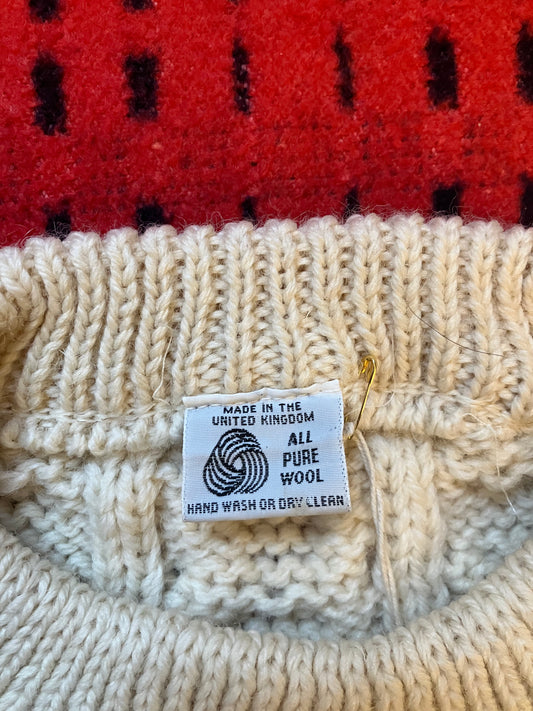 MADE IN THE
UNITED KINGDOM
ALL
PURE
WOOL
HAND WASH OR DRY CLEAN